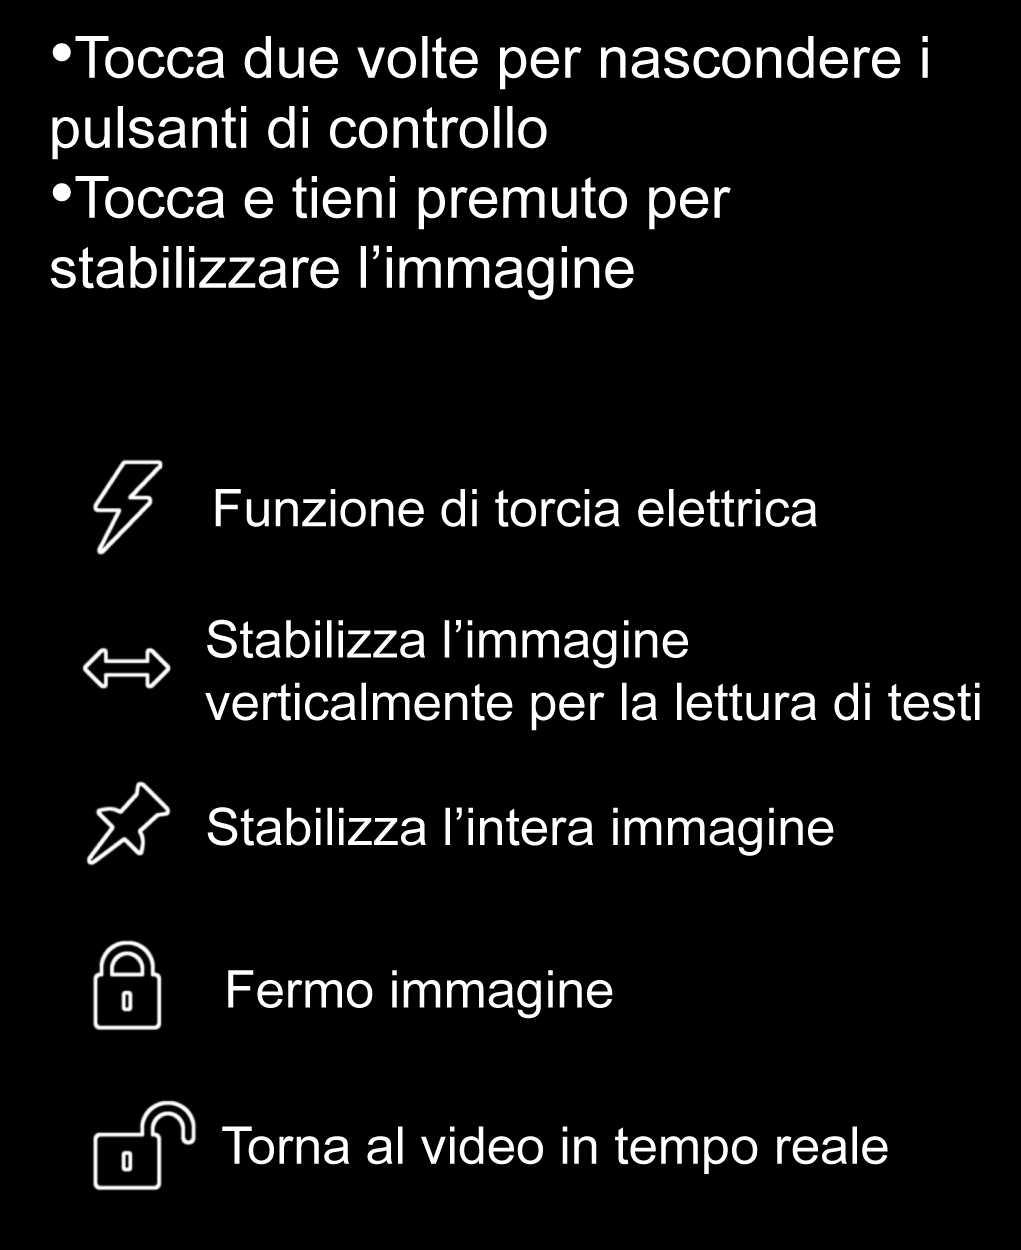 •Tocca due volte per nascondere i
pulsanti di controllo
•Tocca e tieni premuto per
stabilizzare l’immagine
Funzione di torcia elettrica
Stabilizza l’immagine
verticalmente per la lettura di testi
Stabilizza l’intera immagine
Fermo immagine
Torna al video in tempo reale